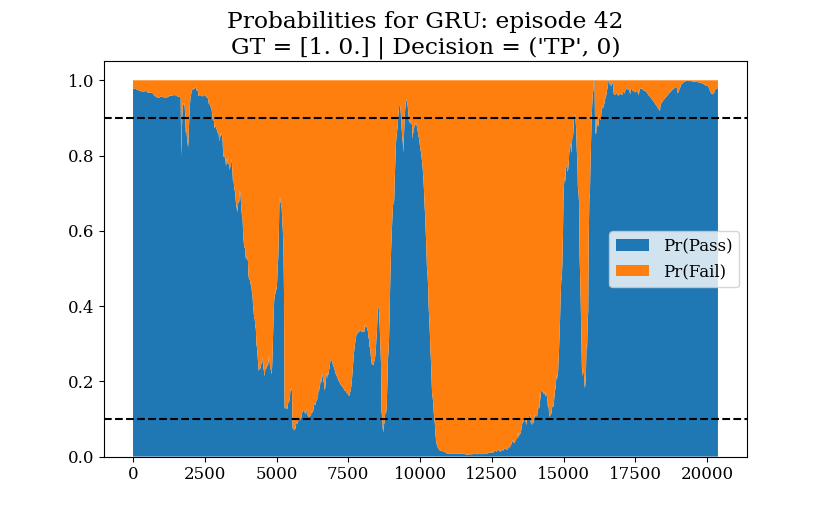 Probabilities for GRU: episode 42
GT = [1. 0.] | Decision = ('TP', 0)
1.0
0.8
0.6
0.4
0.2
0.0
Pr(Pass)
Pr(Fail)
0 2500 5000 7500 10000 12500 15000 17500 20000